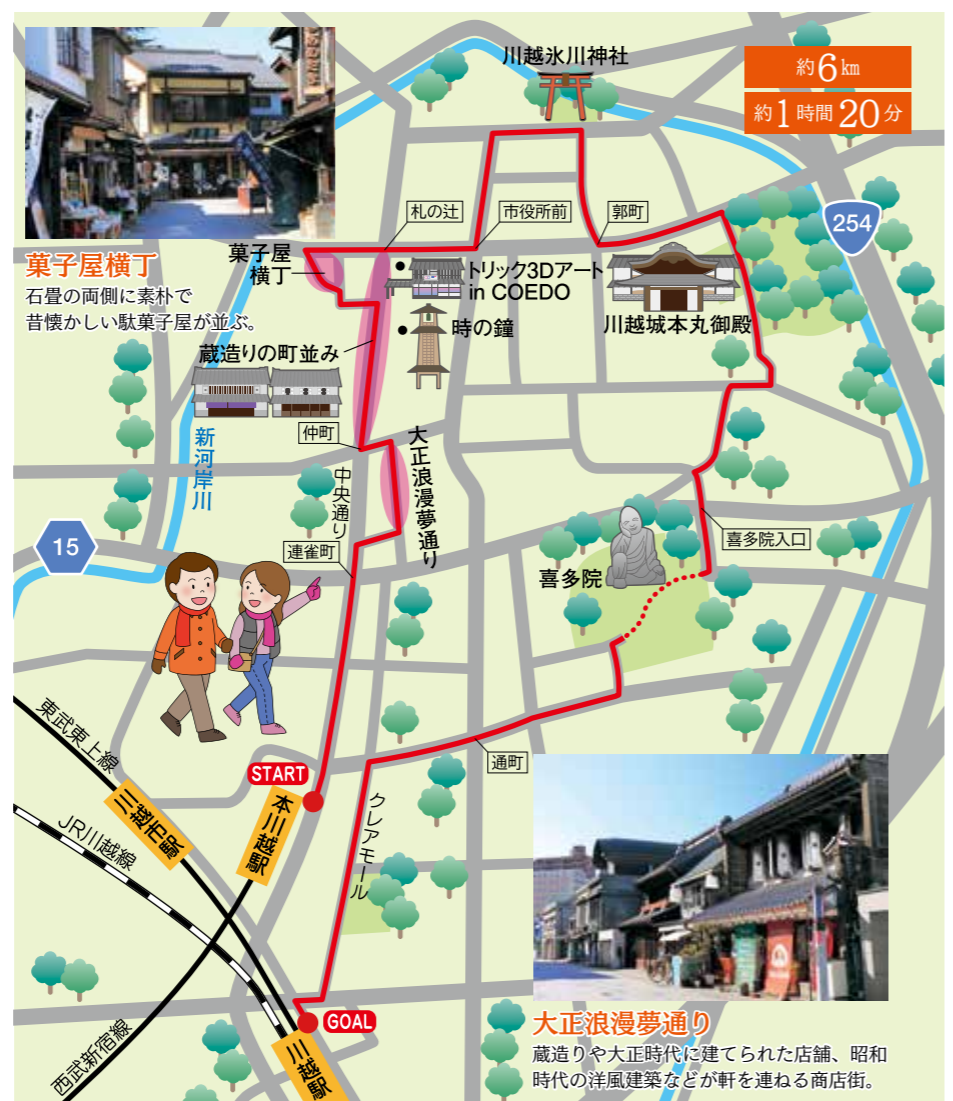 川越氷川神社
約6km
約1時間20分
254
札の辻
市役所前
郭町
菓子屋
横丁
トリック3Dアート
in COEDO
川越城本丸御殿
時の鐘
菓子屋横丁
石畳の両側に素朴で
昔懐かしい駄菓子屋が並ぶ。
蔵造りの町並み
新河岸川
仲町
大正浪漫夢通り
中央通り
連雀町
15
喜多院
喜多院入口
東武東上線
川越市駅
JR川越線
START
本川越駅
通町
クレアモール
西武新宿線
GOAL
川越駅
大正浪漫夢通り
蔵造りや大正時代に建てられた店舗、昭和
時代の洋風建築などが軒を連ねる商店街。